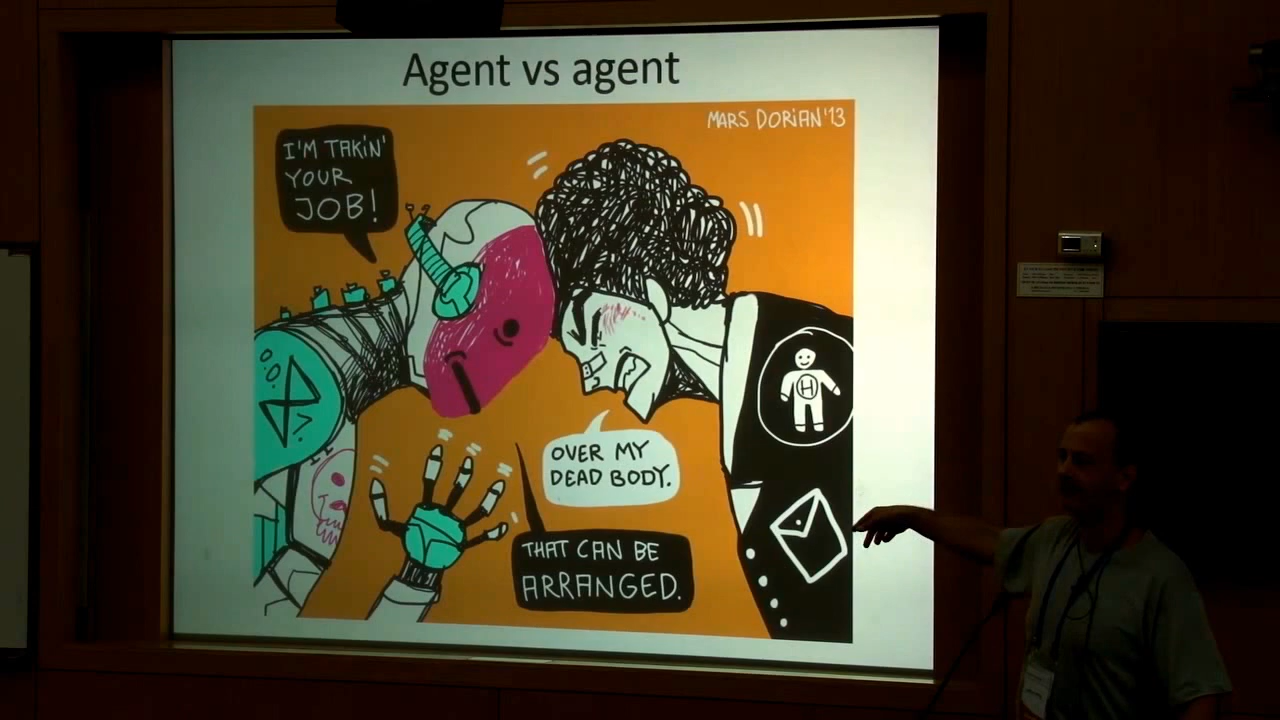 Agent vs agent
MARS DORIAN'13
I'M TAKIN'
YOUR
JOB!
OVER MY
DEAD BODY.
THAT CAN BE
ARRANGED.
H